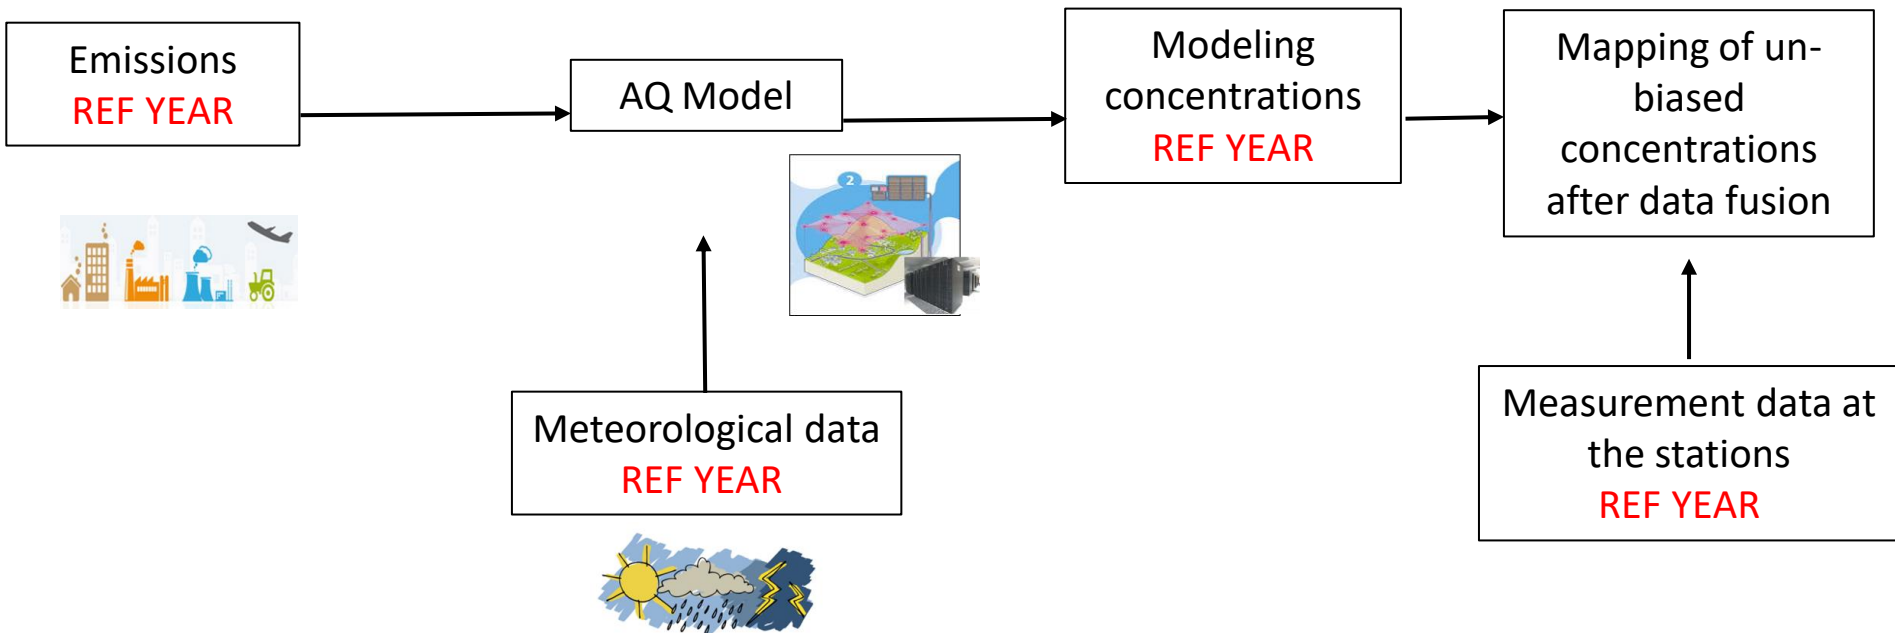 Emissions
REF YEAR
AQ Model
Modeling
concentrations
REF YEAR
Mapping of un-
biased
concentrations
after data fusion
2
Meteorological data
REF YEAR
Measurement data at
the stations
REF YEAR